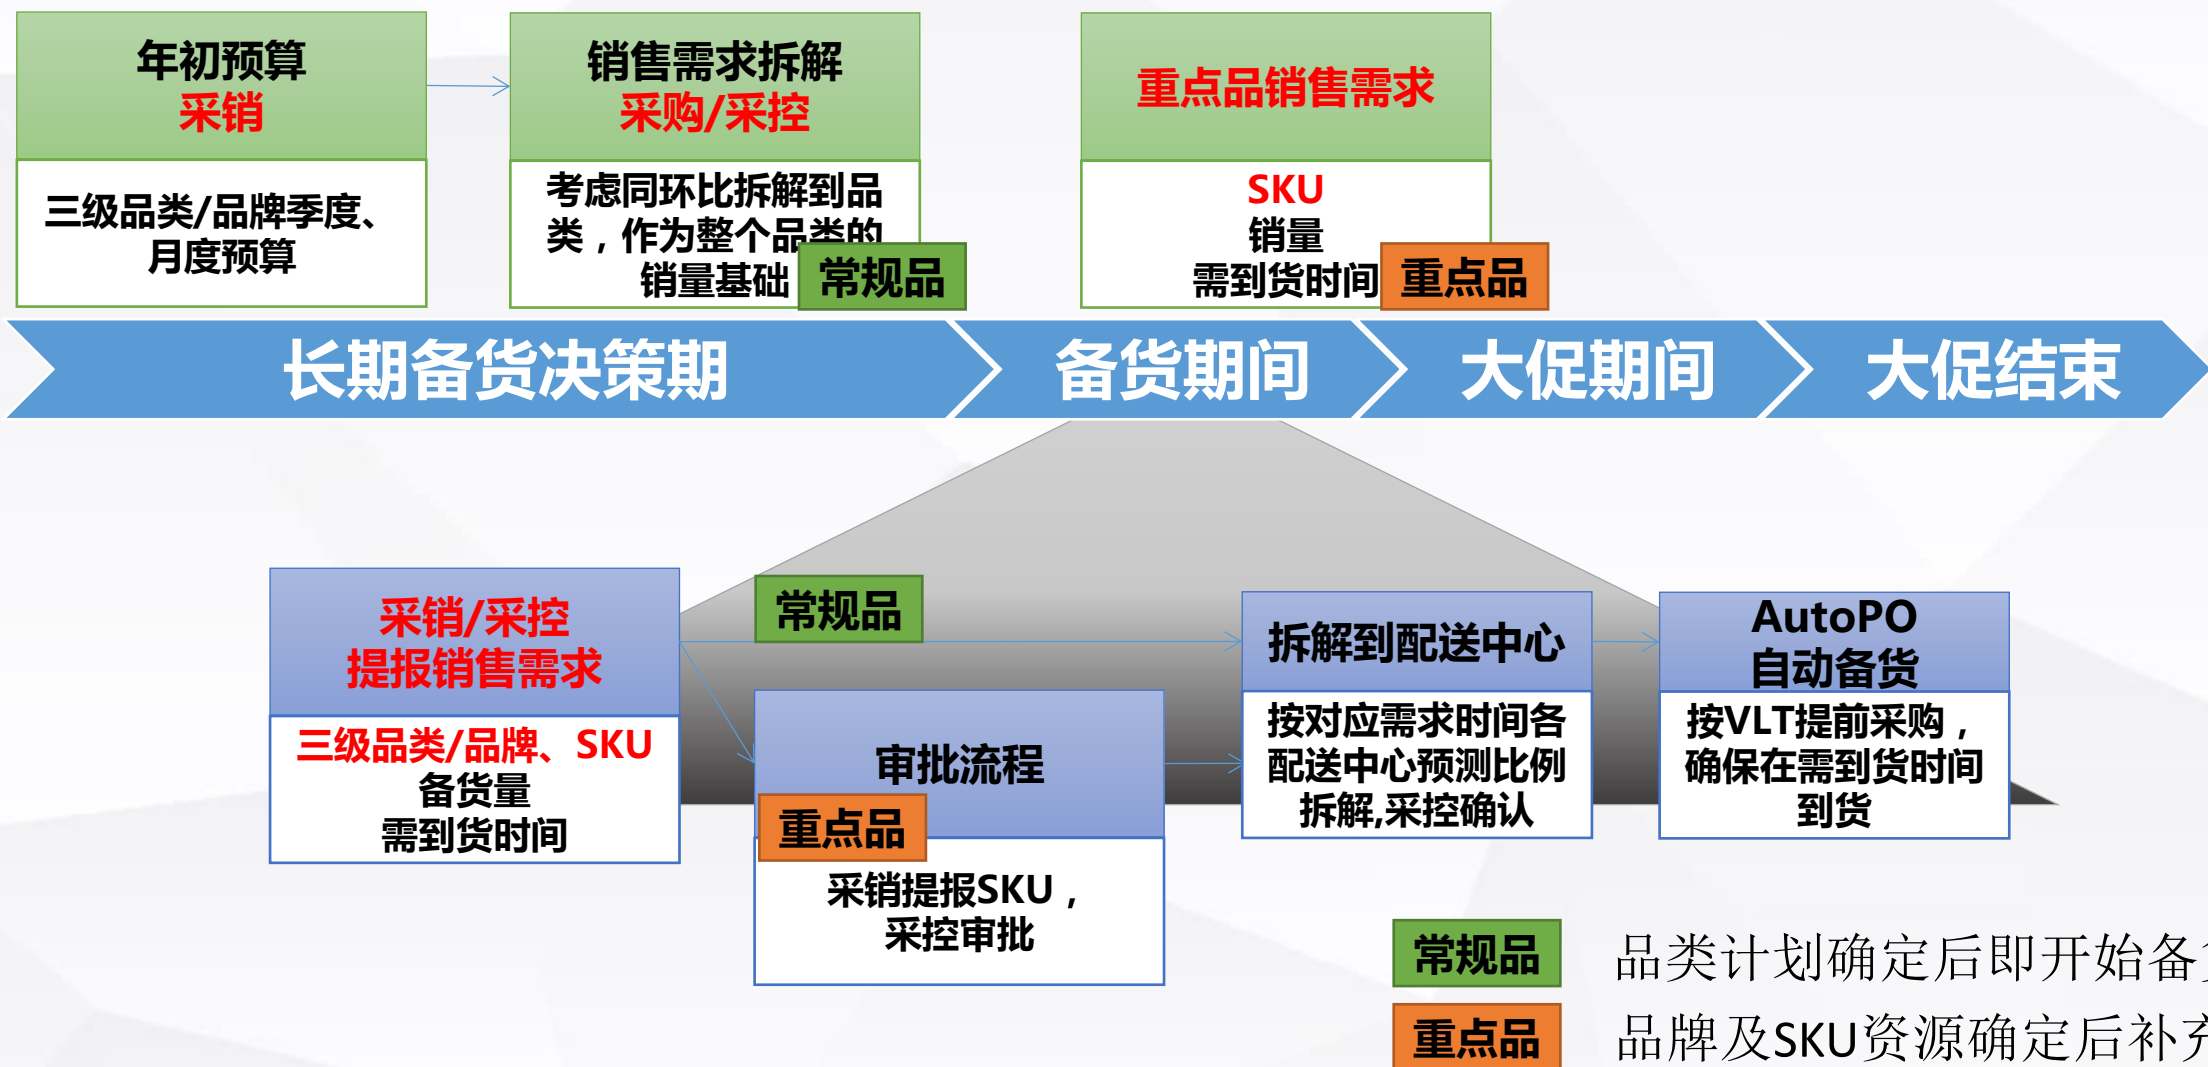 年初预算
采销
三级品类/品牌季度、
月度预算
销售需求拆解
采购/采控
考虑同环比拆解到品
类，作为整个品类的
销量基础
常规品
重点品销售需求
SKU
销量
需到货时间
重点品
长期备货决策期
备货期间
大促期间
大促结束
采销/采控
提报销售需求
三级品类/品牌、SKU
备货量
需到货时间
常规品
审批流程
重点品
采销提报SKU，
采控审批
拆解到配送中心
按对应需求时间各
配送中心预测比例
拆解,采控确认
AutoPO
自动备货
按VLT提前采购，
确保在需到货时间
到货
常规品
品类计划确定后即开始备
重点品
品牌及SKU资源确定后补